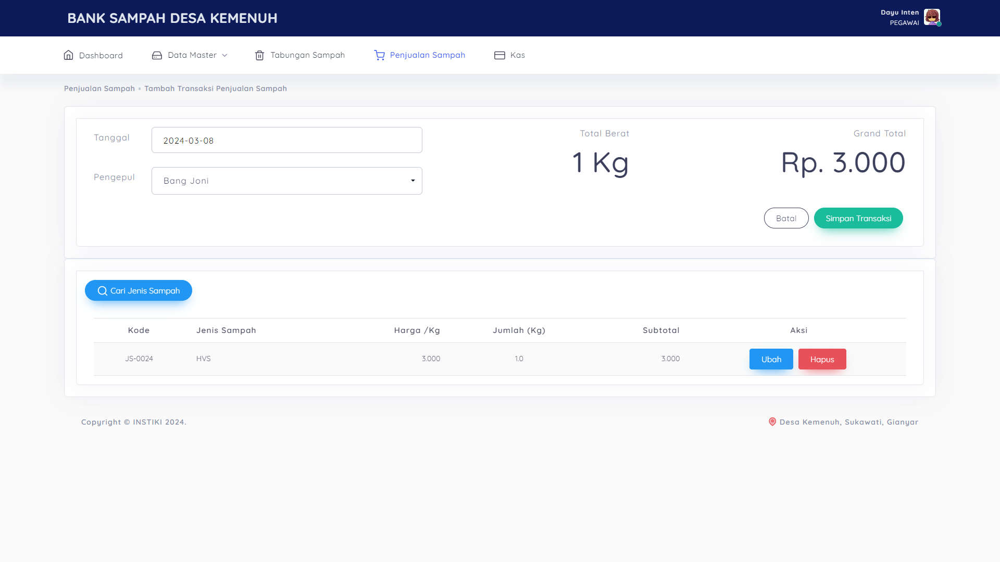 BANK SAMPAH DESA KEMENUH
Dayu Inten
PEGAWAI
Dashboard
Data Master
Tabungan Sampah
Penjualan Sampah
Kas
Penjualan Sampah • Tambah Transaksi Penjualan Sampah
Tanggal
2024-03-08
Pengepul
Bang Joni
Total Berat
1 Kg
Grand Total
Rp. 3.000
Batal
Simpan Transaksi
Cari Jenis Sampah
Kode Jenis Sampah Harga /Kg Jumlah (Kg) Subtotal Aksi
JS-0024 HVS 3.000 1.0 3.000 Ubah Hapus
Copyright © INSTIKI 2024.
Desa Kemenuh, Sukawati, Gianyar